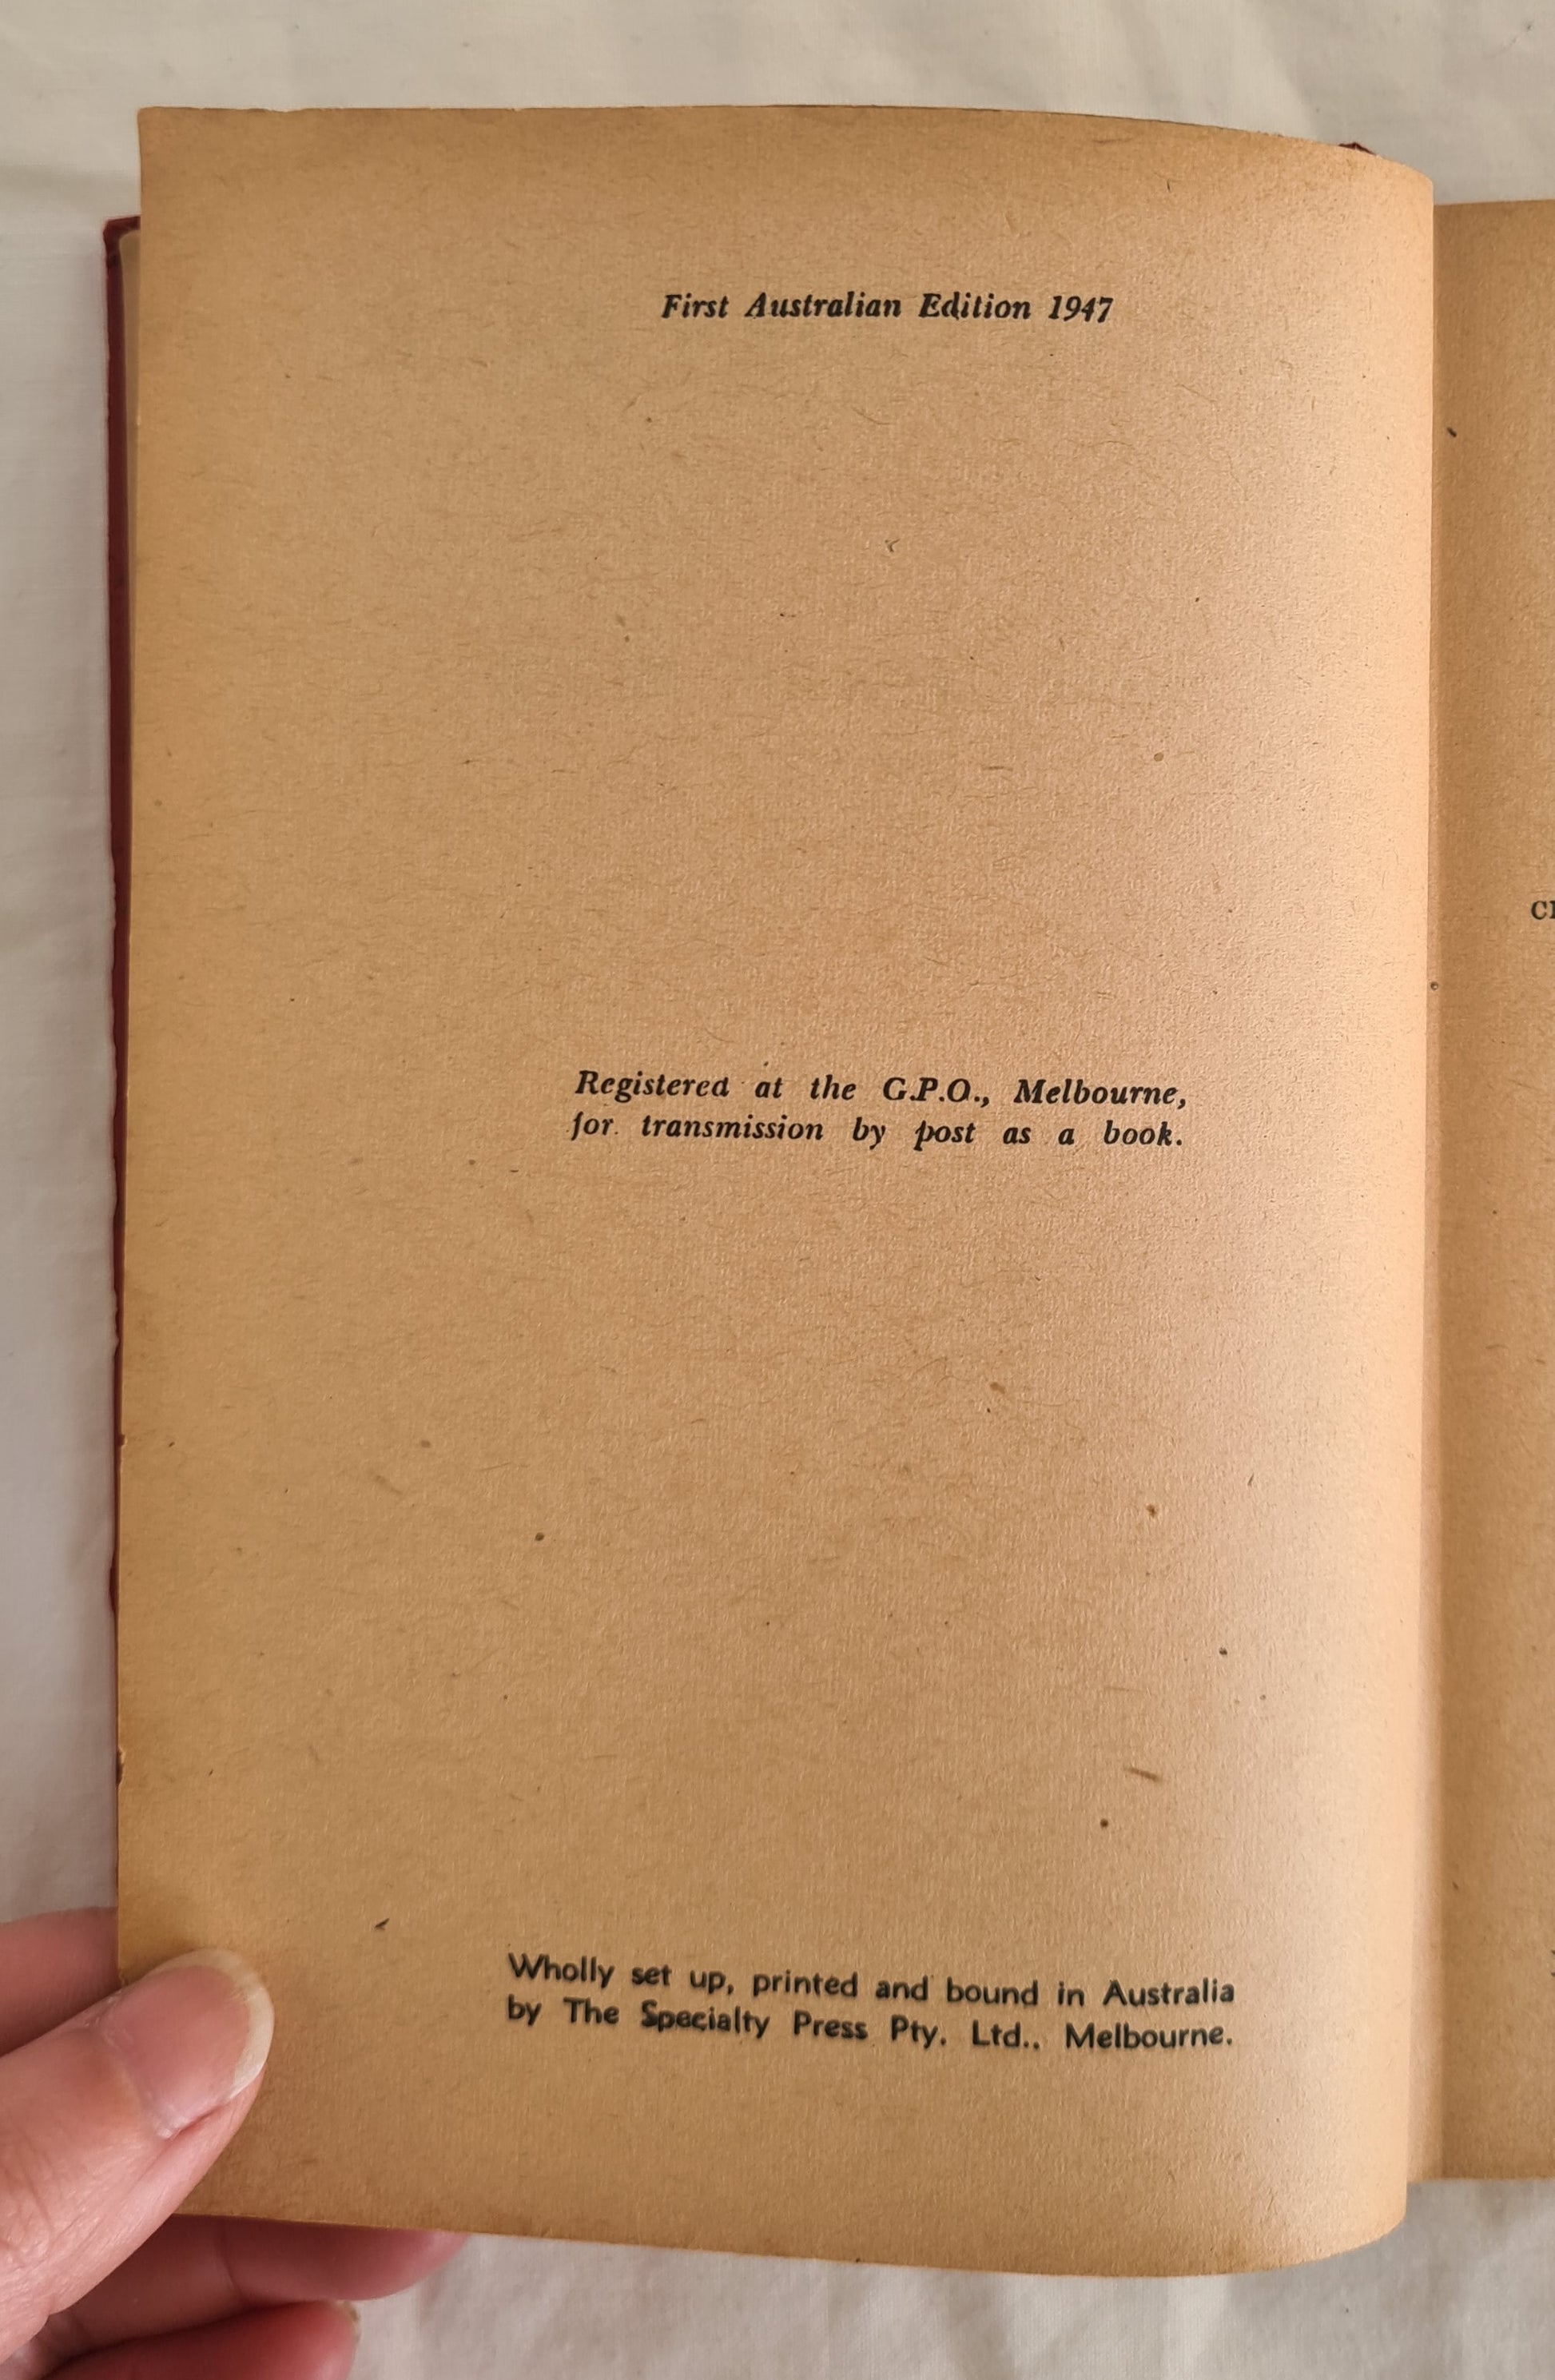 First Australian Edition 1947
Registered at the G.P.O., Melbourne,
for transmission by post as a book.
Wholly set up, printed and bound in Australia
by The Specialty Press Pty. Ltd., Melbourne.